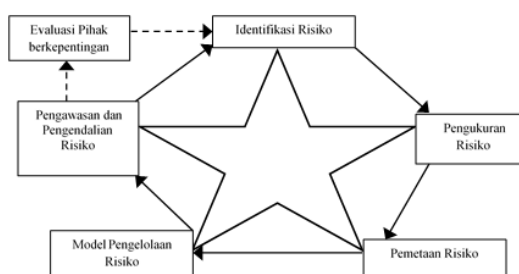 Evaluasi Pihak
berkepentingan
Identifikasi Risiko
Pengawasan dan
Pengendalian
Risiko
Pengukuran
Risiko
Model Pengelolaan
Risiko
Pemetaan Risiko